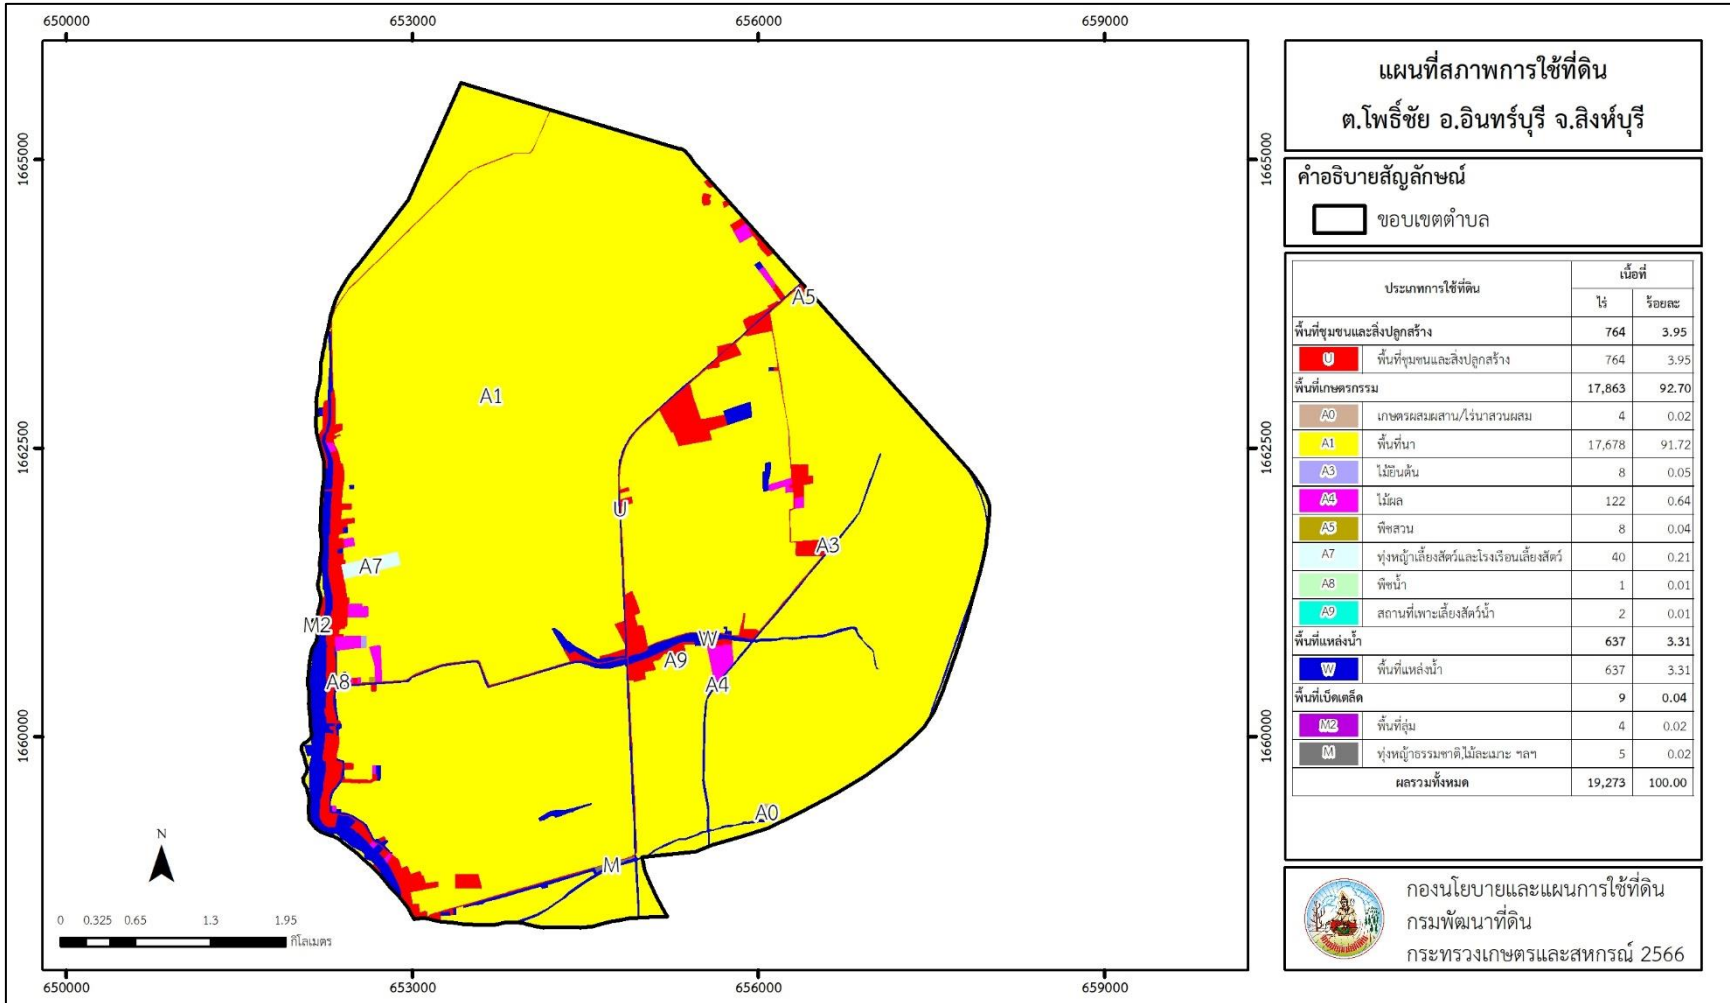 650000 653000 656000 659000
แผนที่สภาพการใช้ที่ดิน
ต.โพธิ์ชัย อ.อินทร์บุรี จ.สิงห์บุรี
1665000 1665000
คำอธิบายสัญลักษณ์
ขอบเขตตำบล
ประเภทการใช้ที่ดิน เนื้อที่
ไร่ ร้อยละ
พื้นที่ชุมชนและสิ่งปลูกสร้าง 764 3.95
U พื้นที่ชุมชนและสิ่งปลูกสร้าง 764 3.95
พื้นที่เกษตรกรรม 17,863 92.70
A0 เกษตรผสมผสาน/ไร่นาสวนผสม 4 0.02
A1 พื้นที่นา 17,678 91.72
A3 ไม้ยืนต้น 8 0.05
A4 ไม้ผล 122 0.64
A5 พืชสวน 8 0.04
A7 ทุ่งหญ้าเลี้ยงสัตว์และโรงเรือนเลี้ยงสัตว์ 40 0.21
A8 พืชน้ำ 1 0.01
A9 สถานที่เพาะเลี้ยงสัตว์น้ำ 2 0.01
พื้นที่แหล่งน้ำ 637 3.31
W พื้นที่แหล่งน้ำ 637 3.31
พื้นที่เบ็ดเตล็ด 9 0.04
M2 พื้นที่ลุ่ม 4 0.02
M ทุ่งหญ้าธรรมชาติ,ไม้ละเมาะ ฯลฯ 5 0.02
ผลรวมทั้งหมด 19,273 100.00
A5
A1
1662500 1662500
U
A3
A7
M2
W
A9
A8
A4
1660000 1660000
A0
M
N
0 0.325 0.65 1.3 1.95
กิโลเมตร
กองนโยบายและแผนการใช้ที่ดิน
กรมพัฒนาที่ดิน
กระทรวงเกษตรและสหกรณ์ 2566
650000 653000 656000 659000